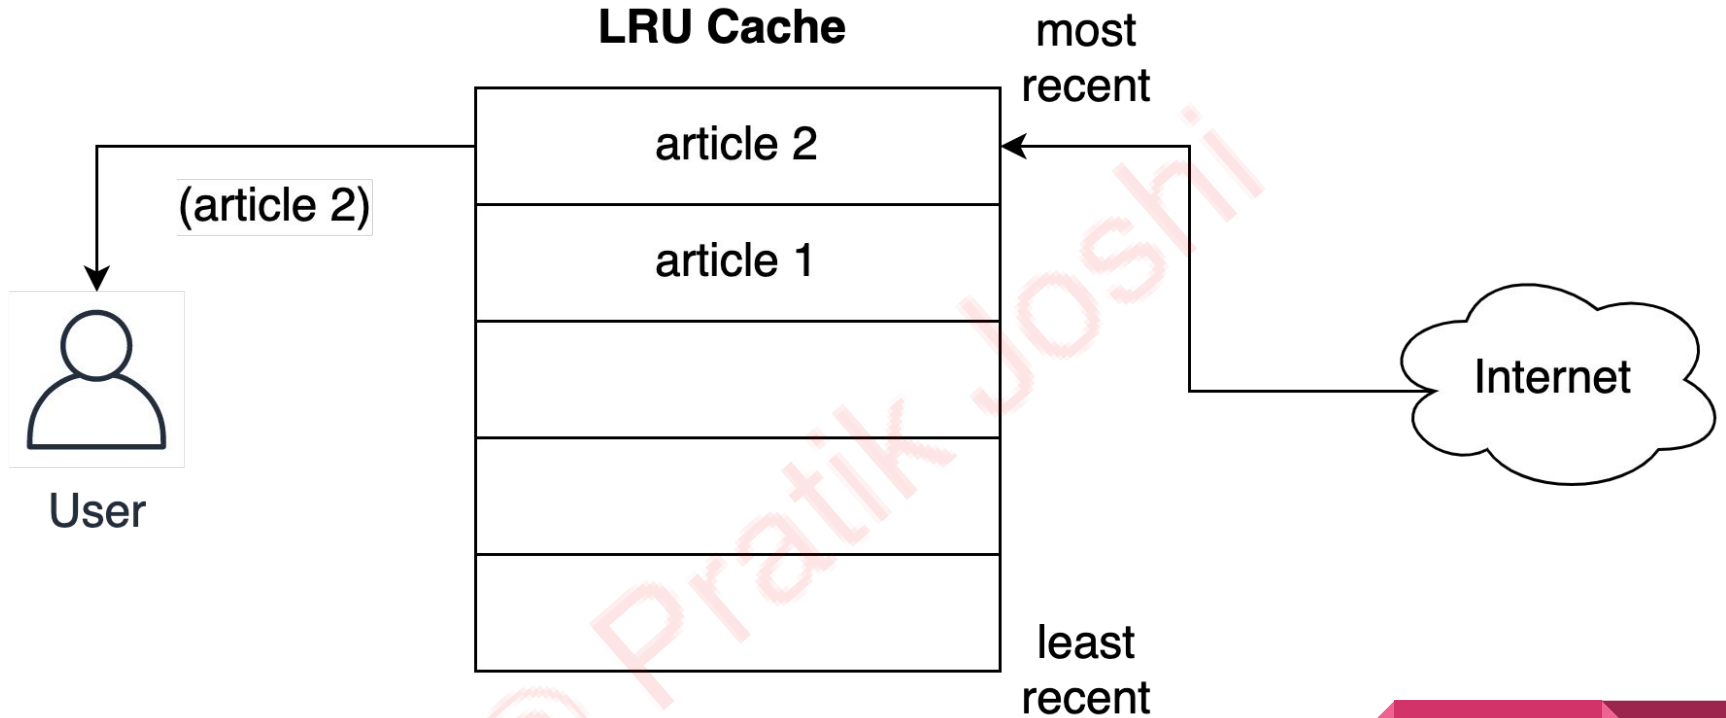 LRU Cache
most
recent
article 2
(article 2)
article 1
Internet
User
least
recent
© Pratik Joshi